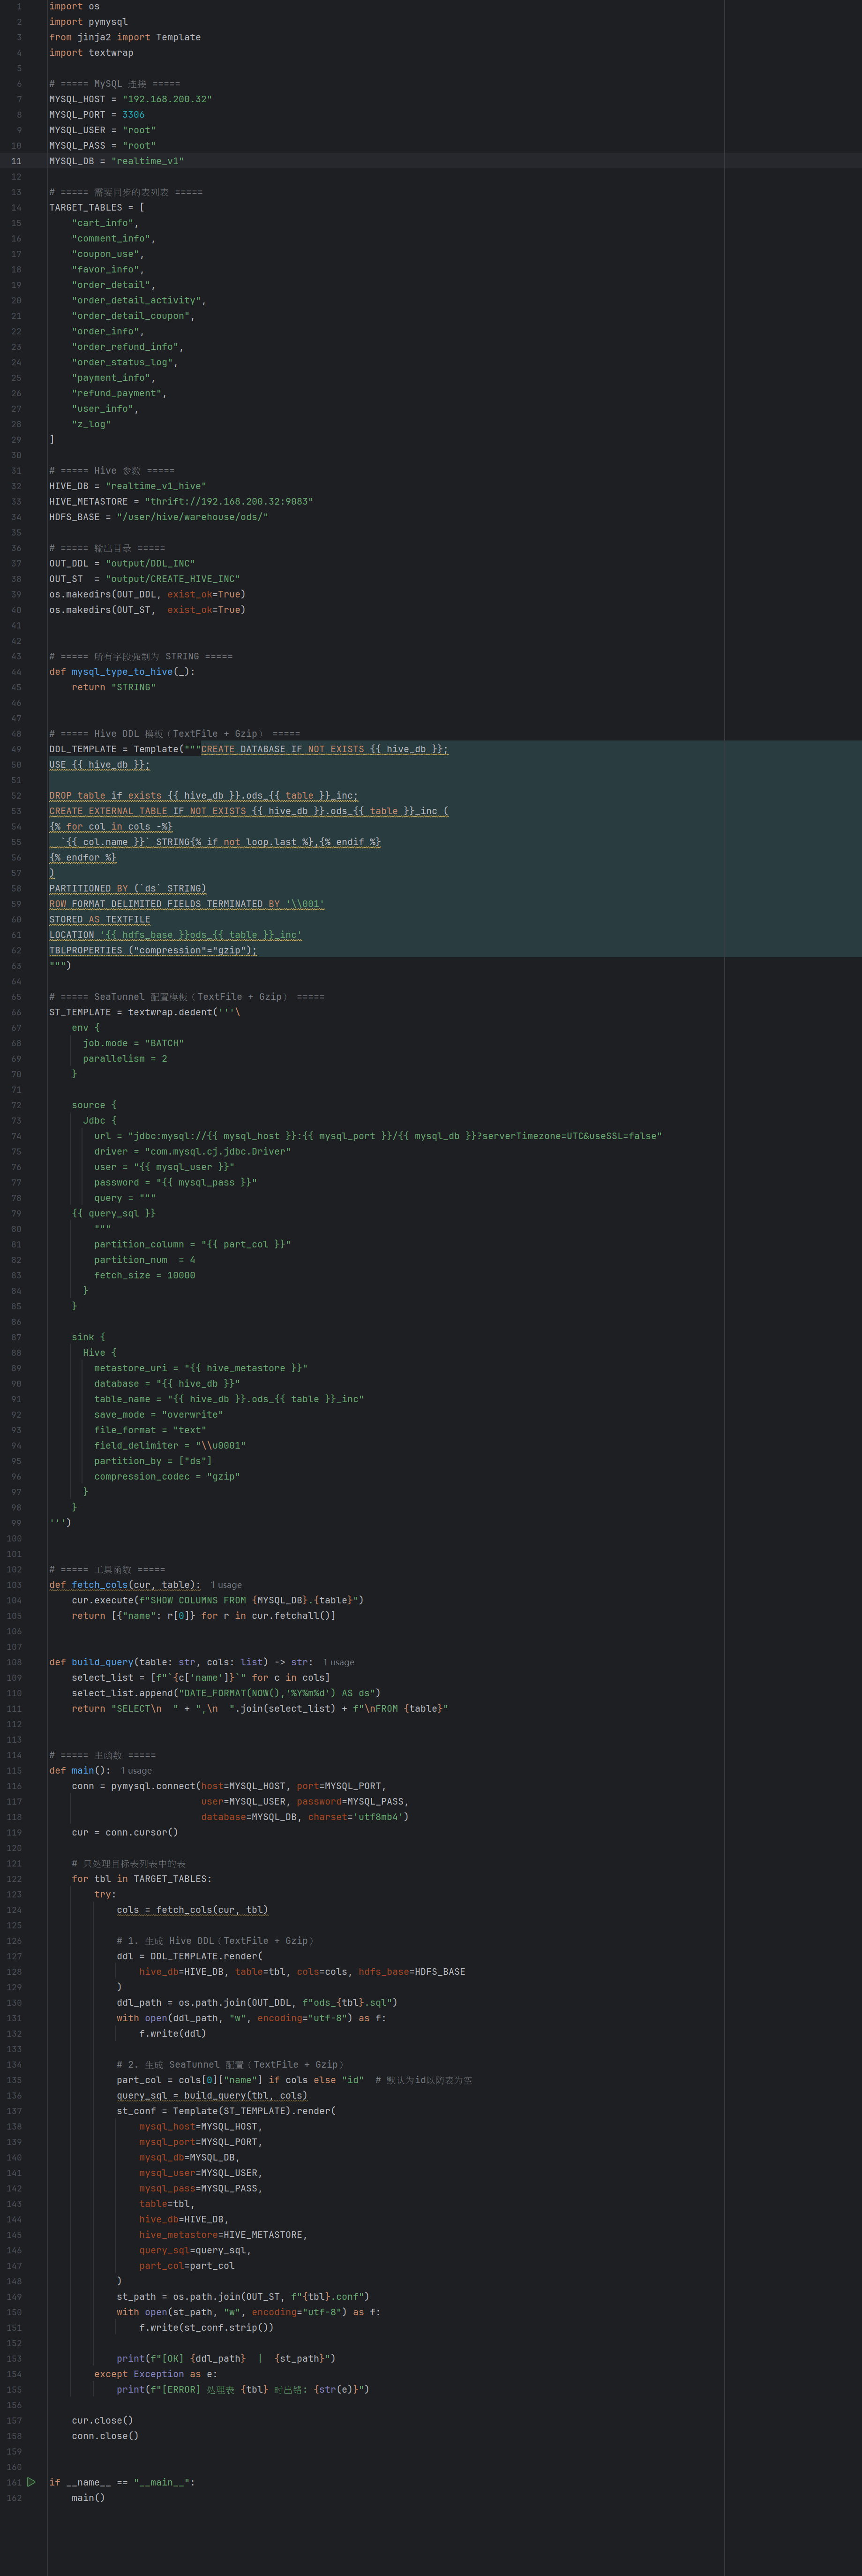 1 import os
2 import pymysql
3 from jinja2 import Template
4 import textwrap
5
6 # ===== MySQL 连接 =====
7 MYSQL_HOST = "192.168.200.32"
8 MYSQL_PORT = 3306
9 MYSQL_USER = "root"
10 MYSQL_PASS = "root"
11 MYSQL_DB = "realtime_v1"
12
13 # ===== 需要同步的表列表 =====
14 TARGET_TABLES = [
15     "cart_info",
16     "comment_info",
17     "coupon_use",
18     "favor_info",
19     "order_detail",
20     "order_detail_activity",
21     "order_detail_coupon",
22     "order_info",
23     "order_refund_info",
24     "order_status_log",
25     "payment_info",
26     "refund_payment",
27     "user_info",
28     "z_log"
29 ]
30
31 # ===== Hive 参数 =====
32 HIVE_DB = "realtime_v1_hive"
33 HIVE_METASTORE = "thrift://192.168.200.32:9083"
34 HDFS_BASE = "/user/hive/warehouse/ods/"
35
36 # ===== 输出目录 =====
37 OUT_DDL = "output/DDL_INC"
38 OUT_ST  = "output/CREATE_HIVE_INC"
39 os.makedirs(OUT_DDL, exist_ok=True)
40 os.makedirs(OUT_ST,  exist_ok=True)
41
42
43 # ===== 所有字段强制为 STRING =====
44 def mysql_type_to_hive(_):
45     return "STRING"
46
47
48 # ===== Hive DDL 模板（TextFile + Gzip） =====
49 DDL_TEMPLATE = Template("""CREATE DATABASE IF NOT EXISTS {{ hive_db }};
50 USE {{ hive_db }};
51
52 DROP table if exists {{ hive_db }}.ods_{{ table }}_inc;
53 CREATE EXTERNAL TABLE IF NOT EXISTS {{ hive_db }}.ods_{{ table }}_inc (
54 {% for col in cols -%}
55   `{{ col.name }}` STRING{% if not loop.last %},{% endif %}
56 {% endfor %}
57 )
58 PARTITIONED BY (`ds` STRING)
59 ROW FORMAT DELIMITED FIELDS TERMINATED BY '\\001'
60 STORED AS TEXTFILE
61 LOCATION '{{ hdfs_base }}ods_{{ table }}_inc'
62 TBLPROPERTIES ("compression"="gzip");
63 """)
64
65 # ===== SeaTunnel 配置模板（TextFile + Gzip） =====
66 ST_TEMPLATE = textwrap.dedent('''\
67     env {
68       job.mode = "BATCH"
69       parallelism = 2
70     }
71
72     source {
73       Jdbc {
74         url = "jdbc:mysql://{{ mysql_host }}:{{ mysql_port }}/{{ mysql_db }}?serverTimezone=UTC&useSSL=false"
75         driver = "com.mysql.cj.jdbc.Driver"
76         user = "{{ mysql_user }}"
77         password = "{{ mysql_pass }}"
78         query = """
79     {{ query_sql }}
80         """
81         partition_column = "{{ part_col }}"
82         partition_num  = 4
83         fetch_size = 10000
84       }
85     }
86
87     sink {
88       Hive {
89         metastore_uri = "{{ hive_metastore }}"
90         database = "{{ hive_db }}"
91         table_name = "{{ hive_db }}.ods_{{ table }}_inc"
92         save_mode = "overwrite"
93         file_format = "text"
94         field_delimiter = "\\u0001"
95         partition_by = ["ds"]
96         compression_codec = "gzip"
97       }
98     }
99 ''')
100
101
102 # ===== 工具函数 =====
103 def fetch_cols(cur, table):  1 usage
104     cur.execute(f"SHOW COLUMNS FROM {MYSQL_DB}.{table}")
105     return [{"name": r[0]} for r in cur.fetchall()]
106
107
108 def build_query(table: str, cols: list) -> str:  1 usage
109     select_list = [f"`{c['name']}`" for c in cols]
110     select_list.append("DATE_FORMAT(NOW(),'%Y%m%d') AS ds")
111     return "SELECT\n  " + ",\n  ".join(select_list) + f"\nFROM {table}"
112
113
114 # ===== 主函数 =====
115 def main():  1 usage
116     conn = pymysql.connect(host=MYSQL_HOST, port=MYSQL_PORT,
117                            user=MYSQL_USER, password=MYSQL_PASS,
118                            database=MYSQL_DB, charset='utf8mb4')
119     cur = conn.cursor()
120
121     # 只处理目标表列表中的表
122     for tbl in TARGET_TABLES:
123         try:
124             cols = fetch_cols(cur, tbl)
125
126             # 1. 生成 Hive DDL（TextFile + Gzip）
127             ddl = DDL_TEMPLATE.render(
128                 hive_db=HIVE_DB, table=tbl, cols=cols, hdfs_base=HDFS_BASE
129             )
130             ddl_path = os.path.join(OUT_DDL, f"ods_{tbl}.sql")
131             with open(ddl_path, "w", encoding="utf-8") as f:
132                 f.write(ddl)
133
134             # 2. 生成 SeaTunnel 配置（TextFile + Gzip）
135             part_col = cols[0]["name"] if cols else "id"  # 默认为id以防表为空
136             query_sql = build_query(tbl, cols)
137             st_conf = Template(ST_TEMPLATE).render(
138                 mysql_host=MYSQL_HOST,
139                 mysql_port=MYSQL_PORT,
140                 mysql_db=MYSQL_DB,
141                 mysql_user=MYSQL_USER,
142                 mysql_pass=MYSQL_PASS,
143                 table=tbl,
144                 hive_db=HIVE_DB,
145                 hive_metastore=HIVE_METASTORE,
146                 query_sql=query_sql,
147                 part_col=part_col
148             )
149             st_path = os.path.join(OUT_ST, f"{tbl}.conf")
150             with open(st_path, "w", encoding="utf-8") as f:
151                 f.write(st_conf.strip())
152
153             print(f"[OK] {ddl_path}  |  {st_path}")
154         except Exception as e:
155             print(f"[ERROR] 处理表 {tbl} 时出错: {str(e)}")
156
157     cur.close()
158     conn.close()
159
160
161 if __name__ == "__main__":
162     main()